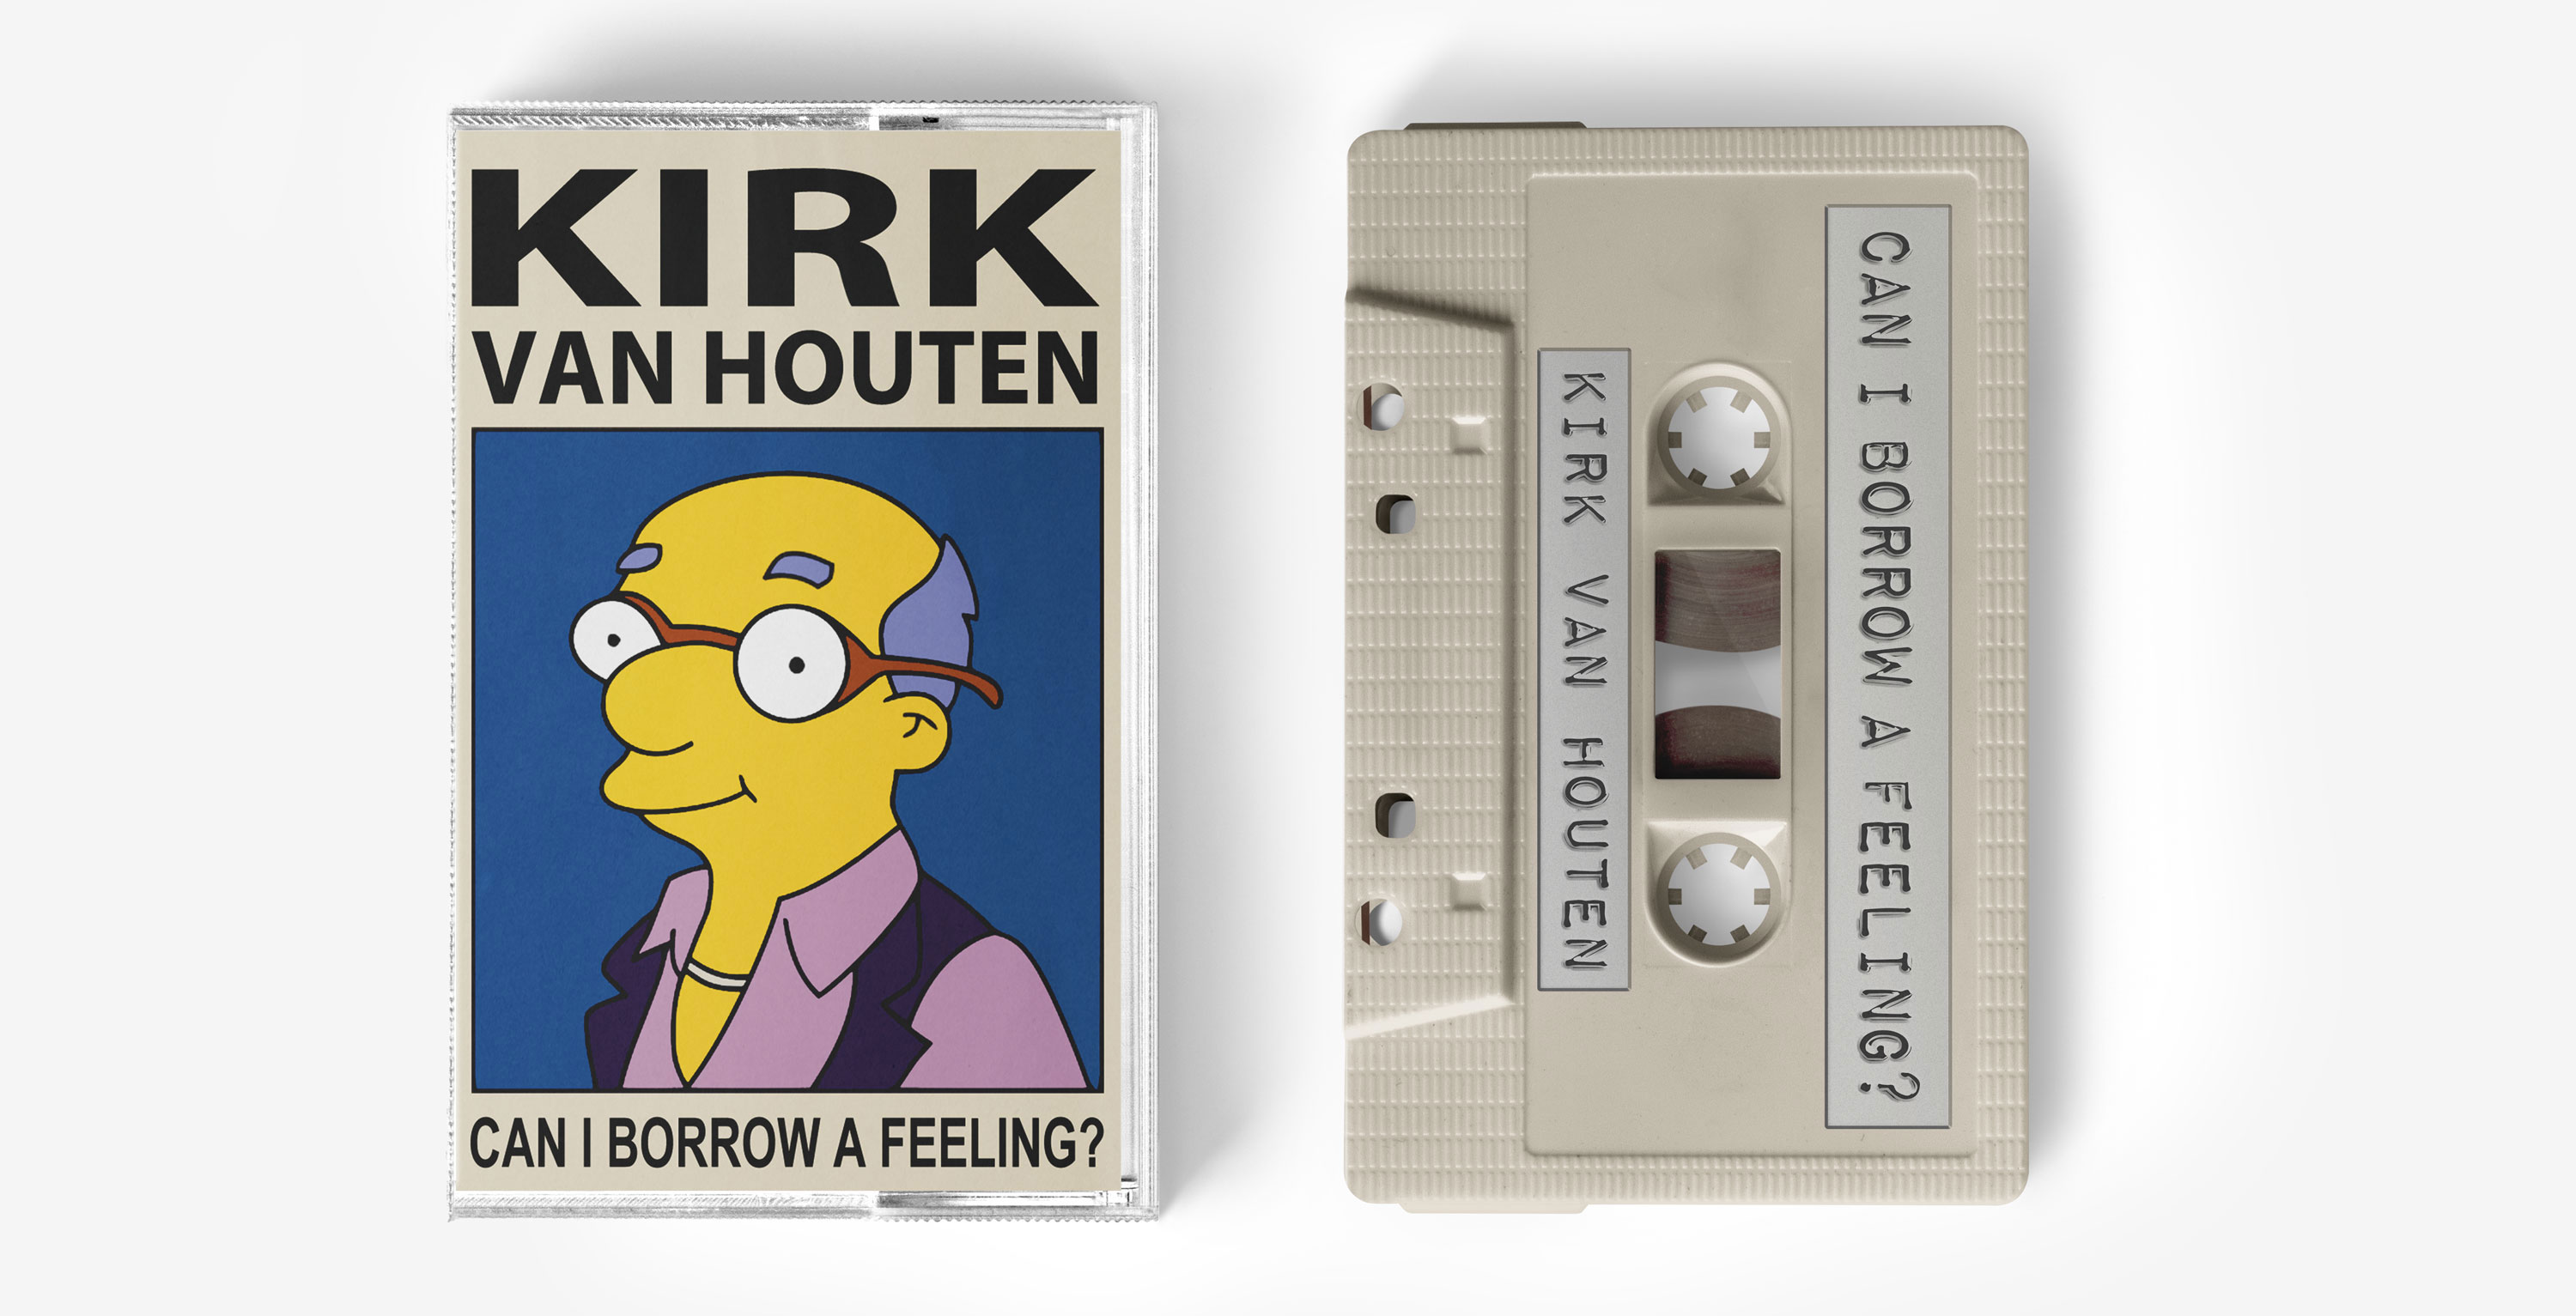 KIRK
VAN HOUTEN
CAN I BORROW A FEELING?
CAN I BORROW A FEELING?
KIRK VAN HOUTEN